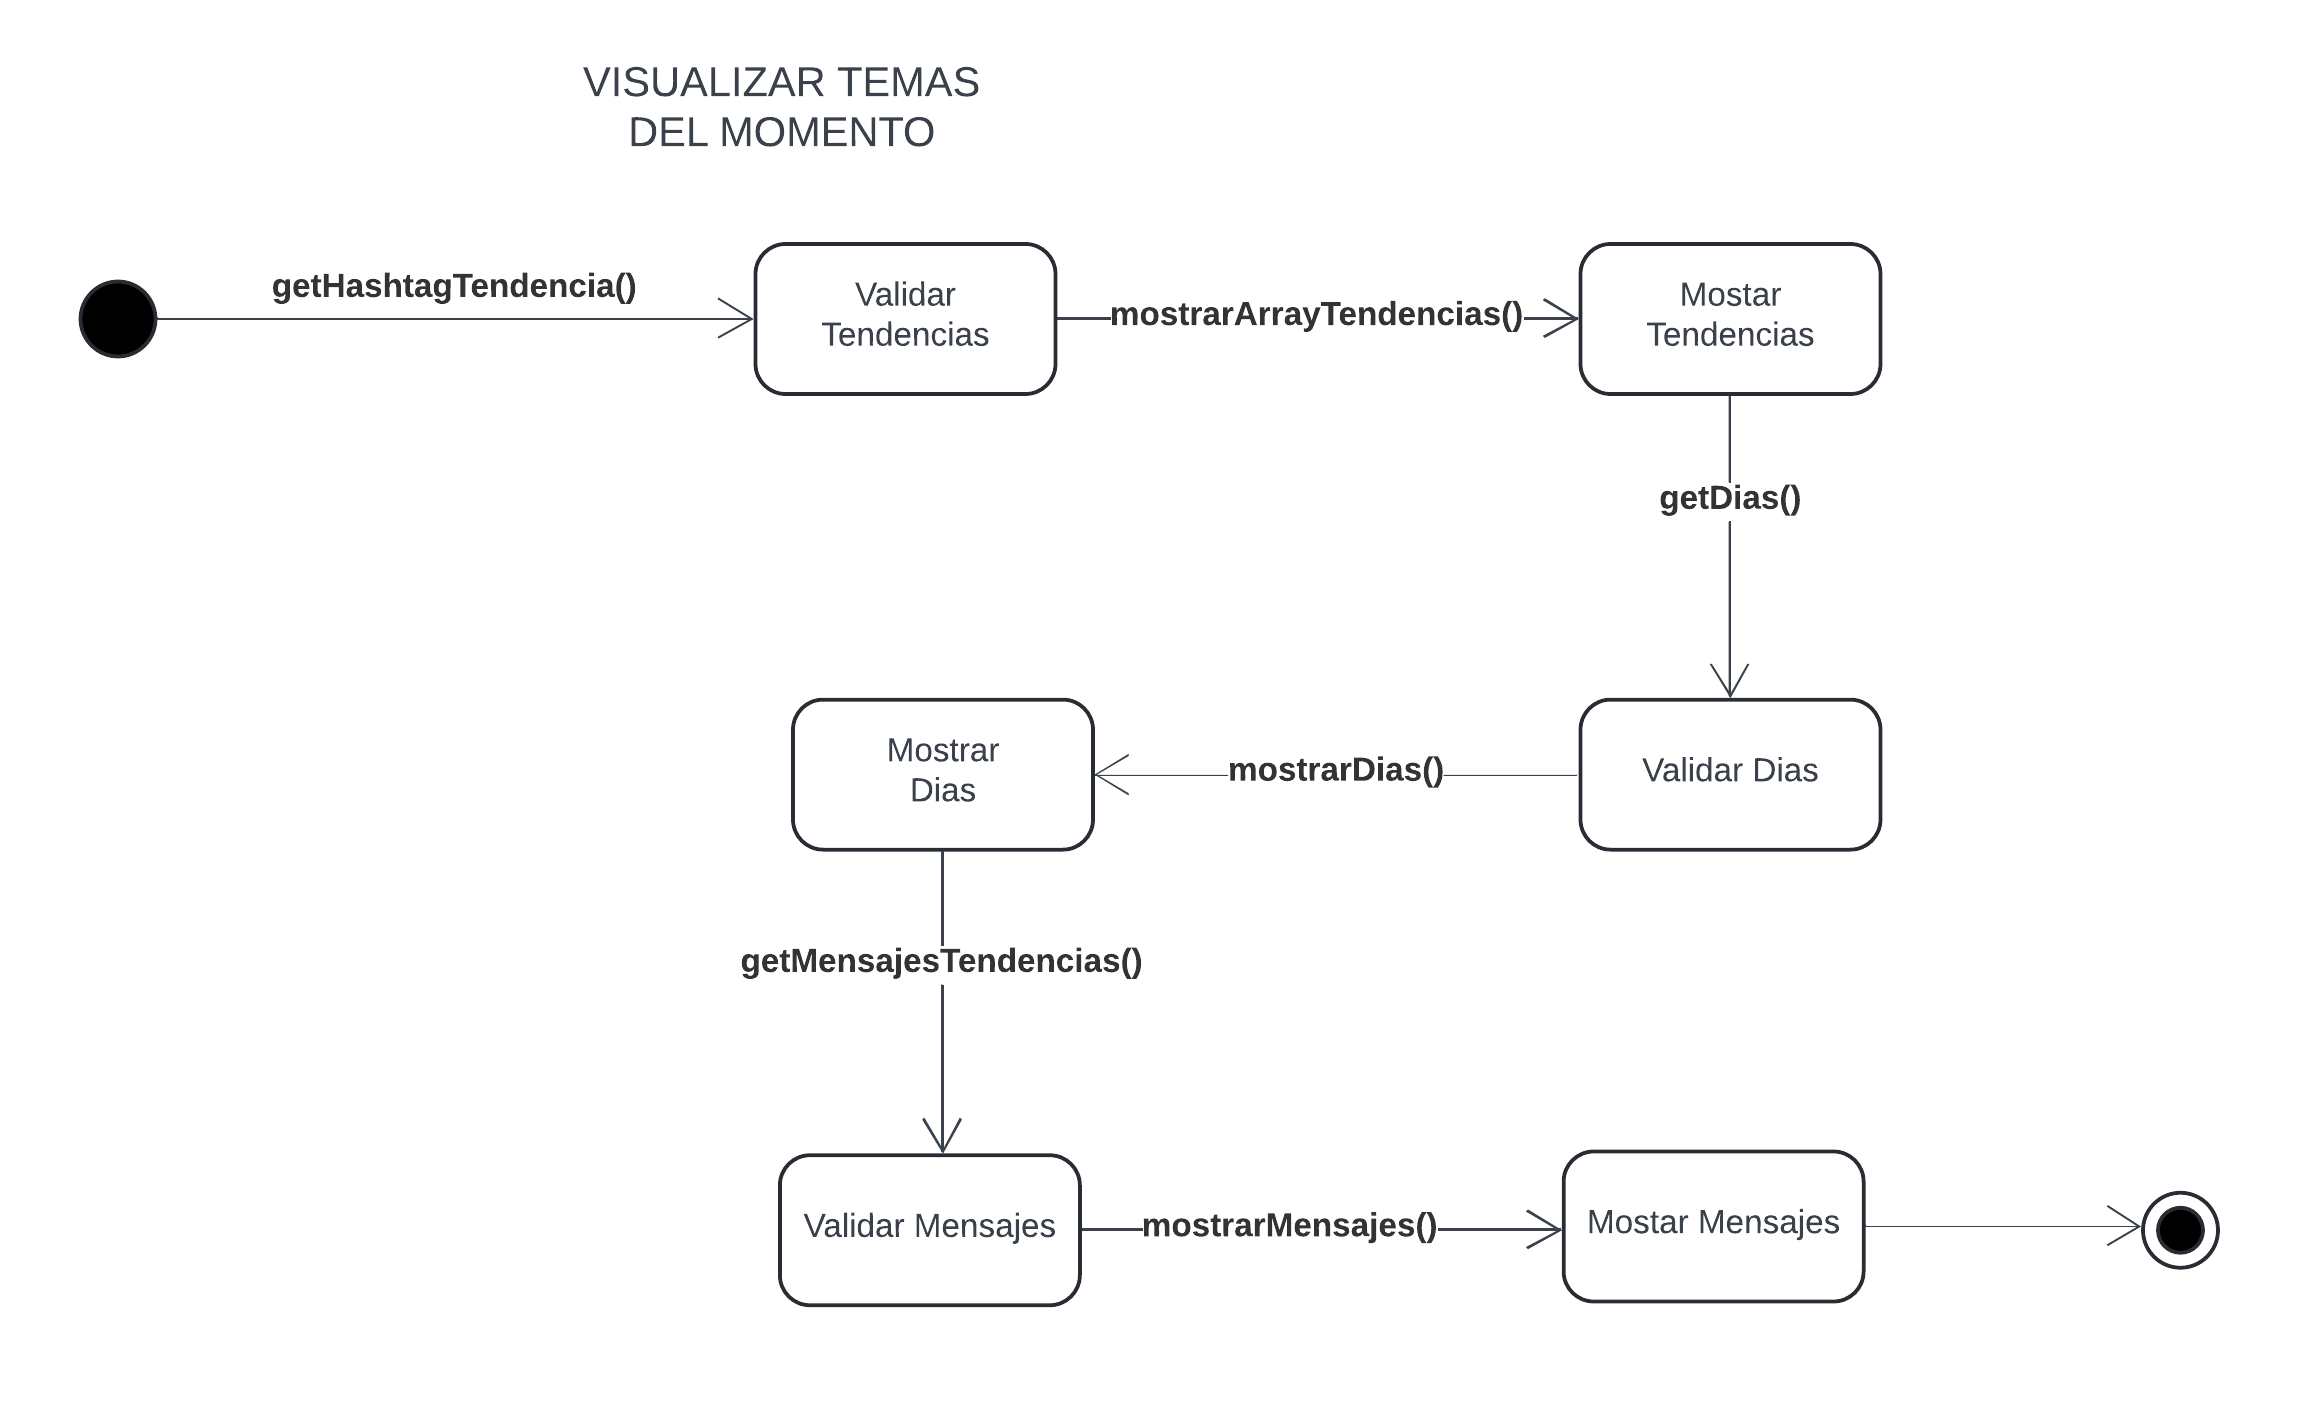 VISUALIZAR TEMAS
DEL MOMENTO
getHashtagTendencia()
Validar
Tendencias
mostrarArrayTendencias()
Mostar
Tendencias
getDias()
Validar Dias
mostrarDias()
Mostrar
Dias
getMensajesTendencias()
Validar Mensajes
mostrarMensajes()
Mostar Mensajes